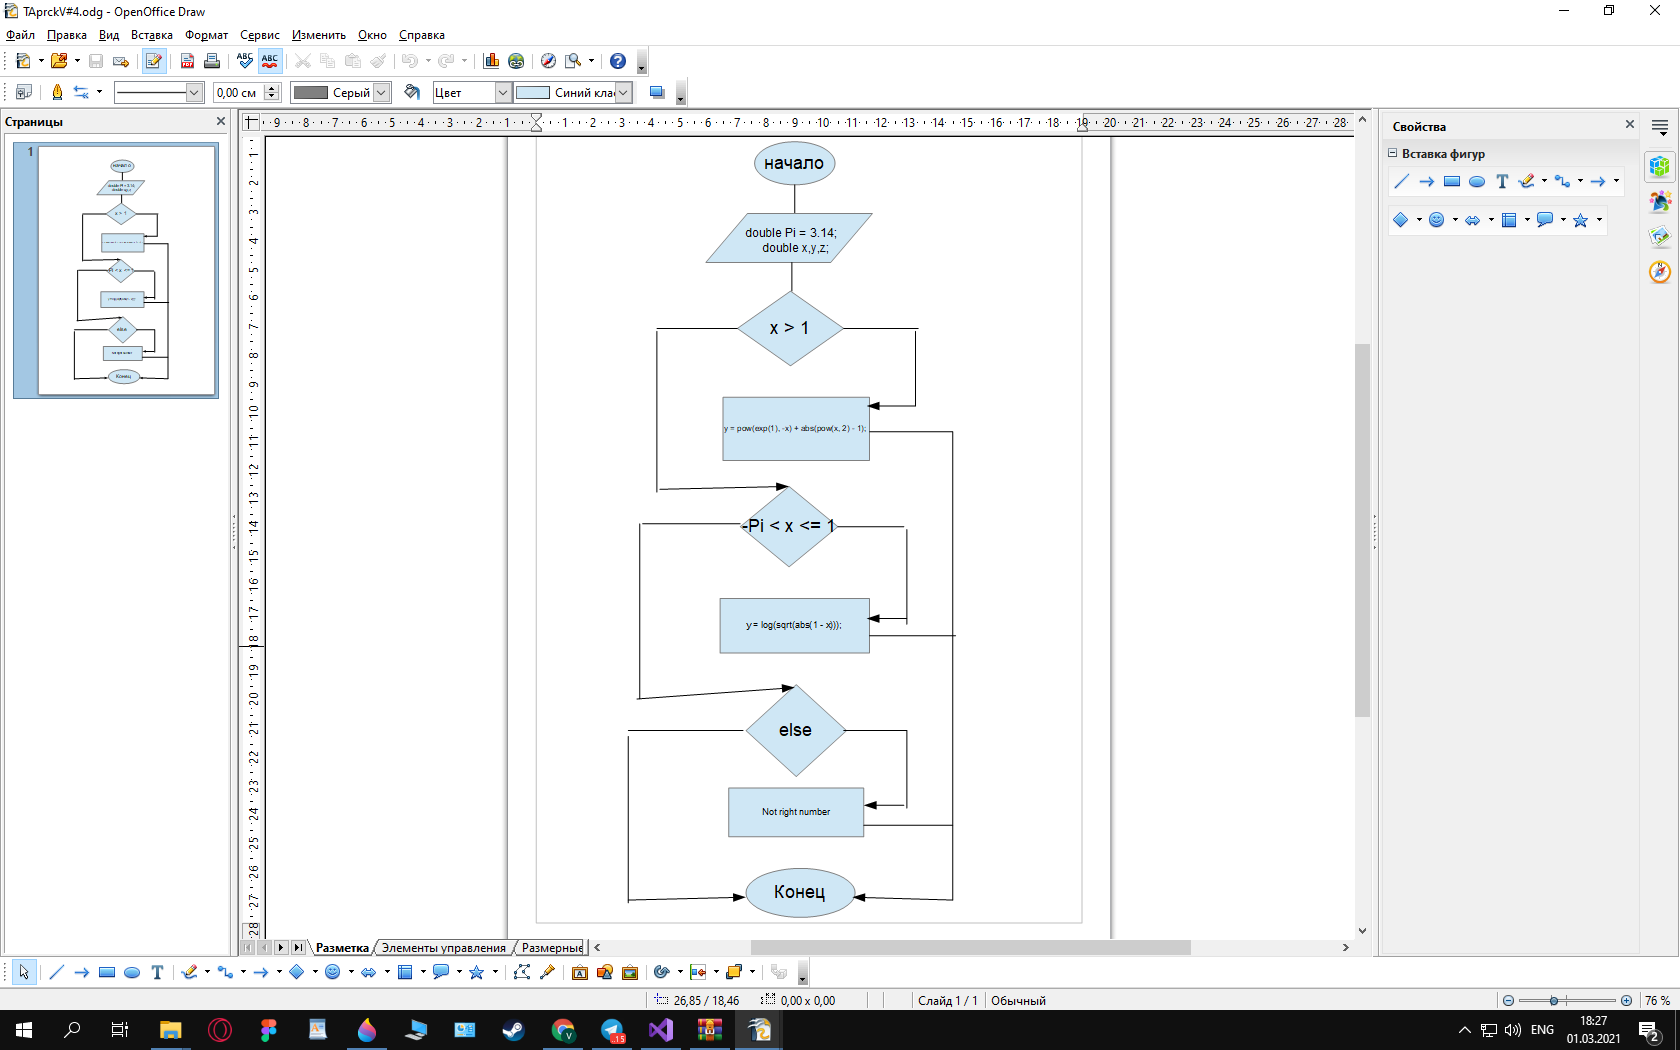 TAprckV#4.odg - OpenOffice Draw
Файл Правка Вид Вставка Формат Сервис Изменить Окно Справка
0,00 см Серый Цвет Синий клас
Страницы
1
начало
double Pi = 3.14;
double x,y,z;
x > 1
y = pow(exp(1), -x) + abs(pow(x, 2) - 1);
-Pi < x <= 1
y = log(sqrt(abs(1 - x)));
else
Not right number
Конец
Свойства
Вставка фигур
Разметка Элементы управления Размерные
26,85 / 18,46 0,00 x 0,00 Слайд 1 / 1 Обычный 76 %
ENG
18:27
01.03.2021
2